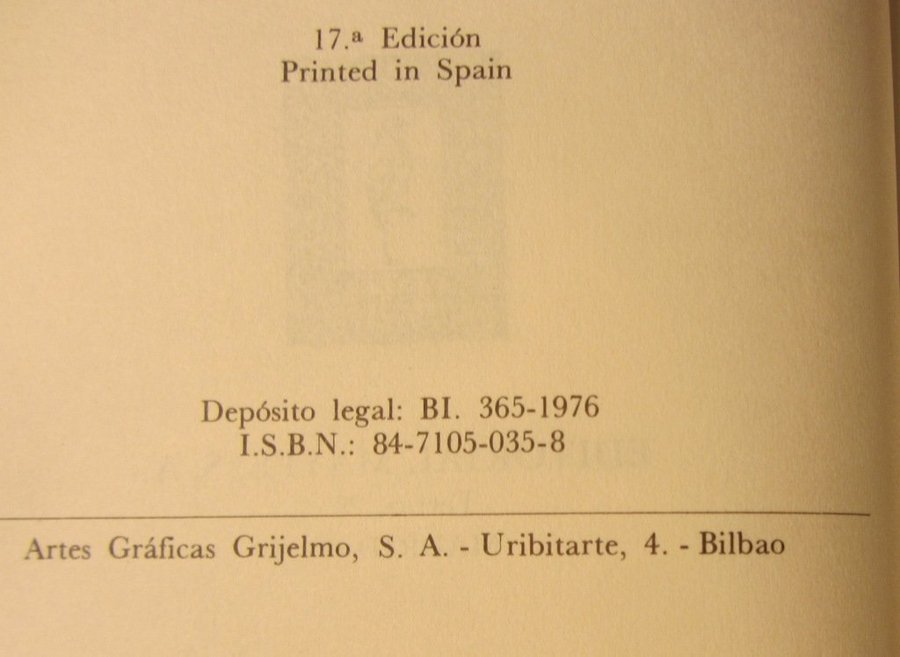 17.ª Edición
Printed in Spain
Depósito legal: BI. 365-1976
I.S.B.N.: 84-7105-035-8
Artes Gráficas Grijelmo, S. A. - Uribitarte, 4. - Bilbao